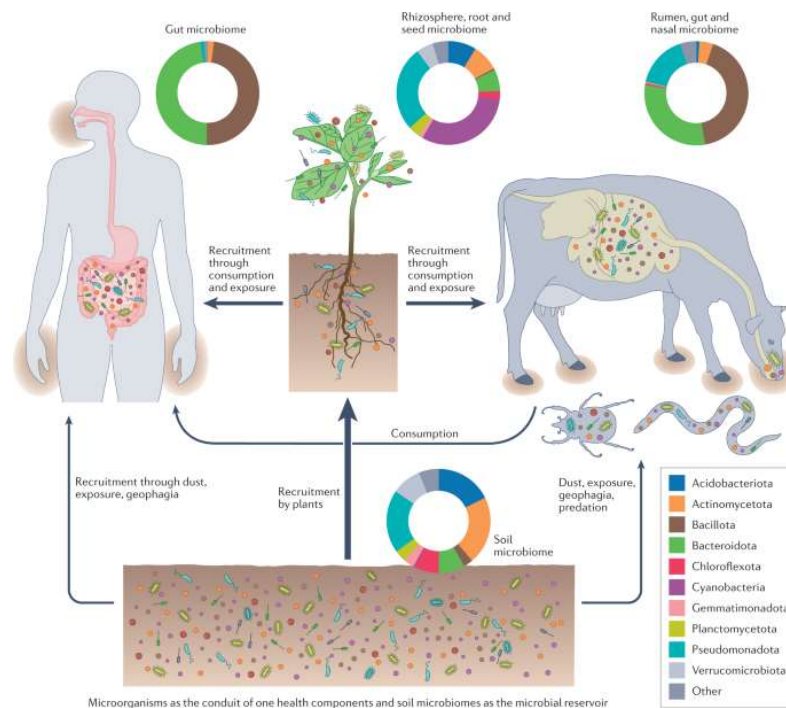 Gut microbiome
Rhizosphere, root and
seed microbiome
Rumen, gut and
nasal microbiome
Recruitment
through
consumption
and exposure
Recruitment
through
consumption
and exposure
Consumption
Recruitment through dust,
exposure, geophagia
Recruitment
by plants
Dust, exposure,
geophagia,
predation
Soil
microbiome
Acidobacteriota
Actinomycetota
Bacillota
Bacteroidota
Chloroflexota
Cyanobacteria
Gemmatimonadota
Planctomycetota
Pseudomonadota
Verrucomicrobiota
Other
Microorganisms as the conduit of one health components and soil microbiomes as the microbial reservoir